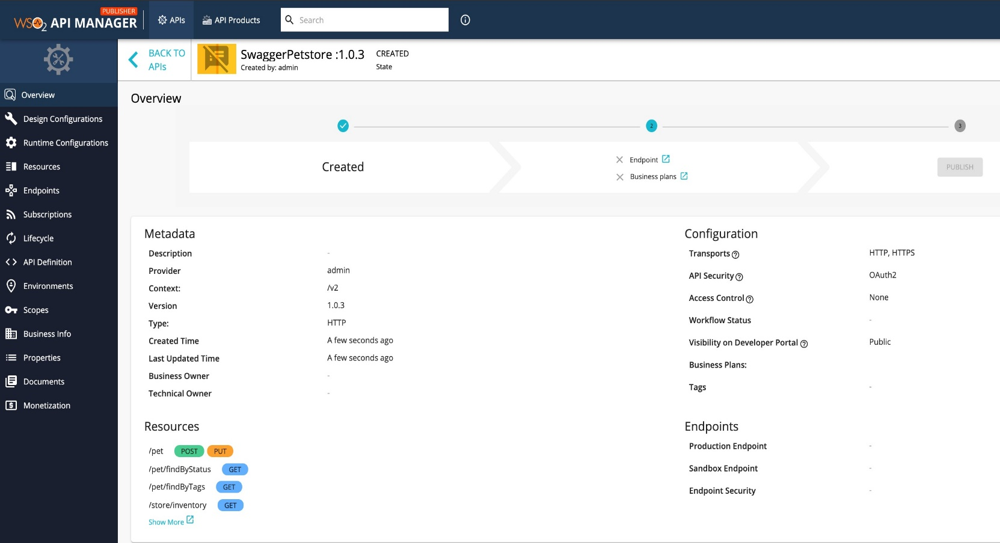 PUBLISHER
WSO2 API MANAGER
APIs
API Products
Search
BACK TO
APIs
SwaggerPetstore :1.0.3
Created by: admin
CREATED
State
Overview
Design Configurations
Runtime Configurations
Resources
Endpoints
Subscriptions
Lifecycle
API Definition
Environments
Scopes
Business Info
Properties
Documents
Monetization
Overview
2
3
Created
Endpoint
Business plans
PUBLISH
Metadata
Description -
Provider admin
Context: /v2
Version 1.0.3
Type: HTTP
Created Time A few seconds ago
Last Updated Time A few seconds ago
Business Owner -
Technical Owner -
Configuration
Transports HTTP, HTTPS
API Security OAuth2
Access Control None
Workflow Status -
Visibility on Developer Portal Public
Business Plans:
Tags -
Resources
/pet POST PUT
/pet/findByStatus GET
/pet/findByTags GET
/store/inventory GET
Show More
Endpoints
Production Endpoint -
Sandbox Endpoint -
Endpoint Security -